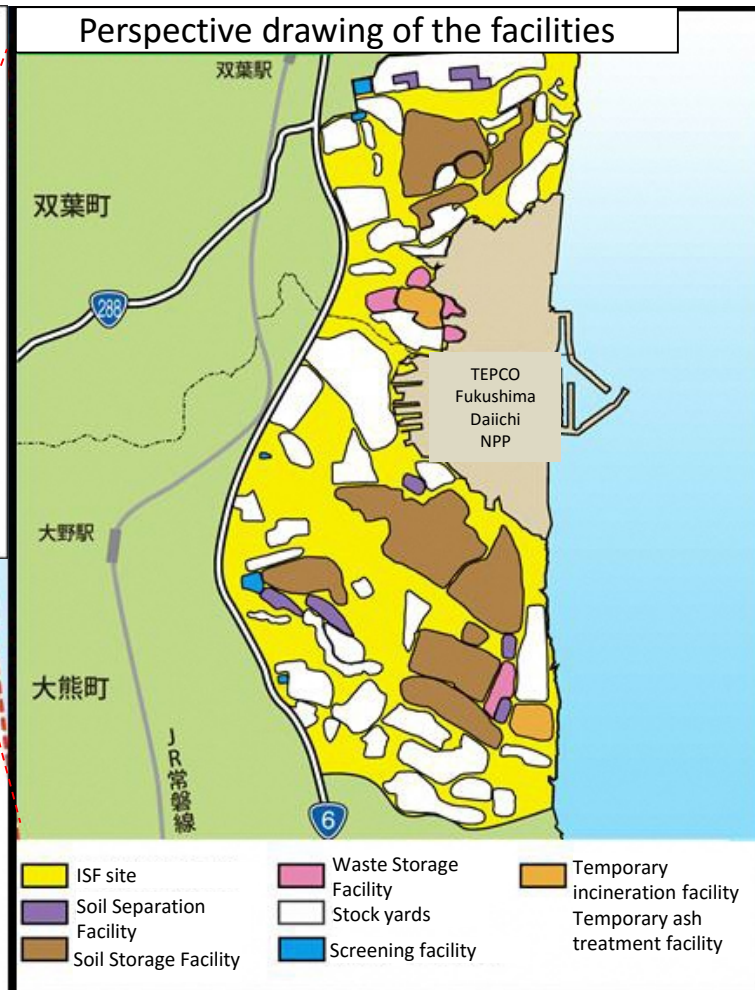 Perspective drawing of the facilities
双葉駅
双葉町
288
TEPCO
Fukushima
Daiichi
NPP
大野駅
大熊町
JR常磐線
6
ISF site
Soil Separation
Facility
Soil Storage Facility
Waste Storage
Facility
Stock yards
Screening facility
Temporary
incineration facility
Temporary ash
treatment facility